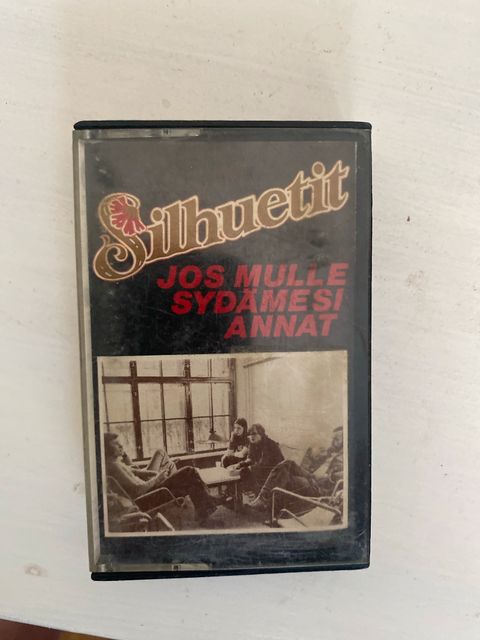 Silhuetit
JOS MULLE
SYDÄMESI
ANNAT